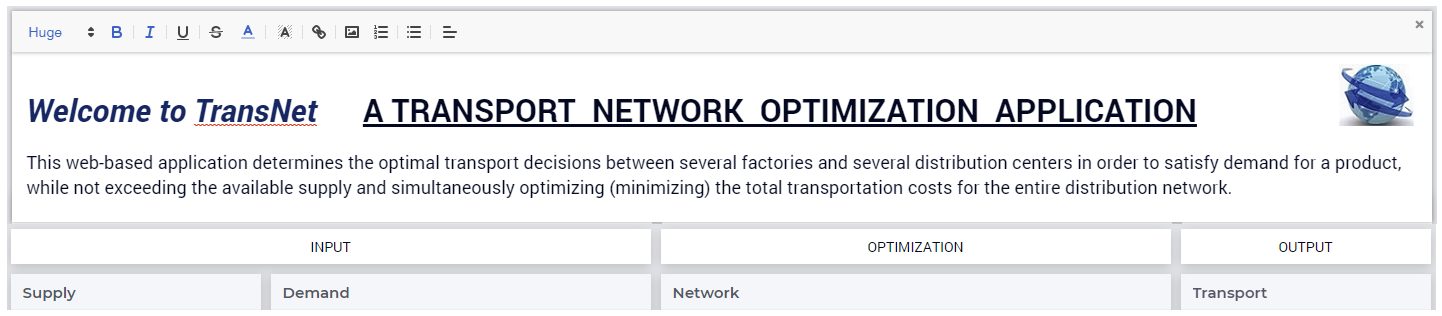 Huge B I U S A A
Welcome to TransNet A TRANSPORT NETWORK OPTIMIZATION APPLICATION
This web-based application determines the optimal transport decisions between several factories and several distribution centers in order to satisfy demand for a product,
while not exceeding the available supply and simultaneously optimizing (minimizing) the total transportation costs for the entire distribution network.
INPUT OPTIMIZATION OUTPUT
Supply Demand Network Transport